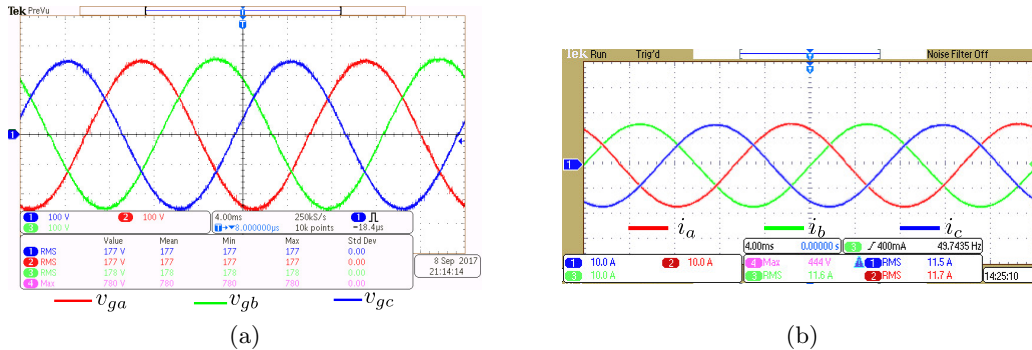 Tek PreVu
T
T
1
1 100 V 2 100 V
3 100 V
4.00ms 250kS/s 1
T→▼8.000000μs 10k points -18.4μs
Value Mean Min Max Std Dev
1 RMS 177 V 177 177 177 0.00
2 RMS 177 V 177 177 177 0.00
3 RMS 178 V 178 178 178 0.00
4 Max 780 V 780 780 780 0.00
8 Sep 2017
21:14:14
v_ga v_gb v_gc
(a)
Tek Run Trig'd Noise Filter Off
1
i_a i_b i_c
4.00ms 0.00000 s 3 ∫ 400mA 49.7435 Hz
1 10.0 A 2 10.0 A 4 Max 444 V 1 RMS 11.5 A
3 10.0 A 3 RMS 11.6 A 2 RMS 11.7 A
14:25:10
(b)